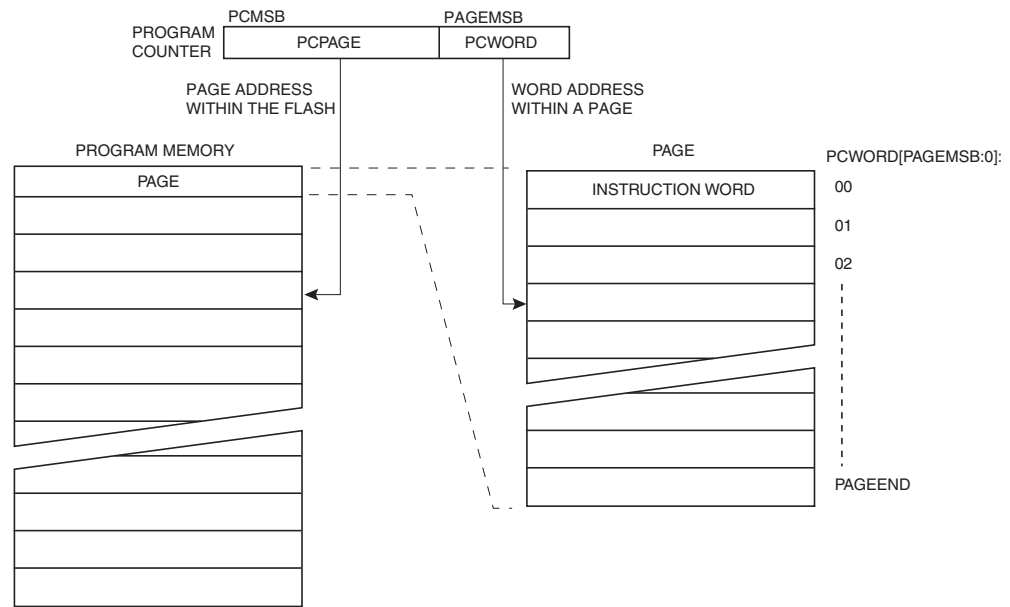 PCMSB
PAGEMSB
PROGRAM
COUNTER
PCPAGE
PCWORD
PAGE ADDRESS
WITHIN THE FLASH
WORD ADDRESS
WITHIN A PAGE
PROGRAM MEMORY
PAGE
PAGE
INSTRUCTION WORD
PCWORD[PAGEMSB:0]:
00
01
02
PAGEEND